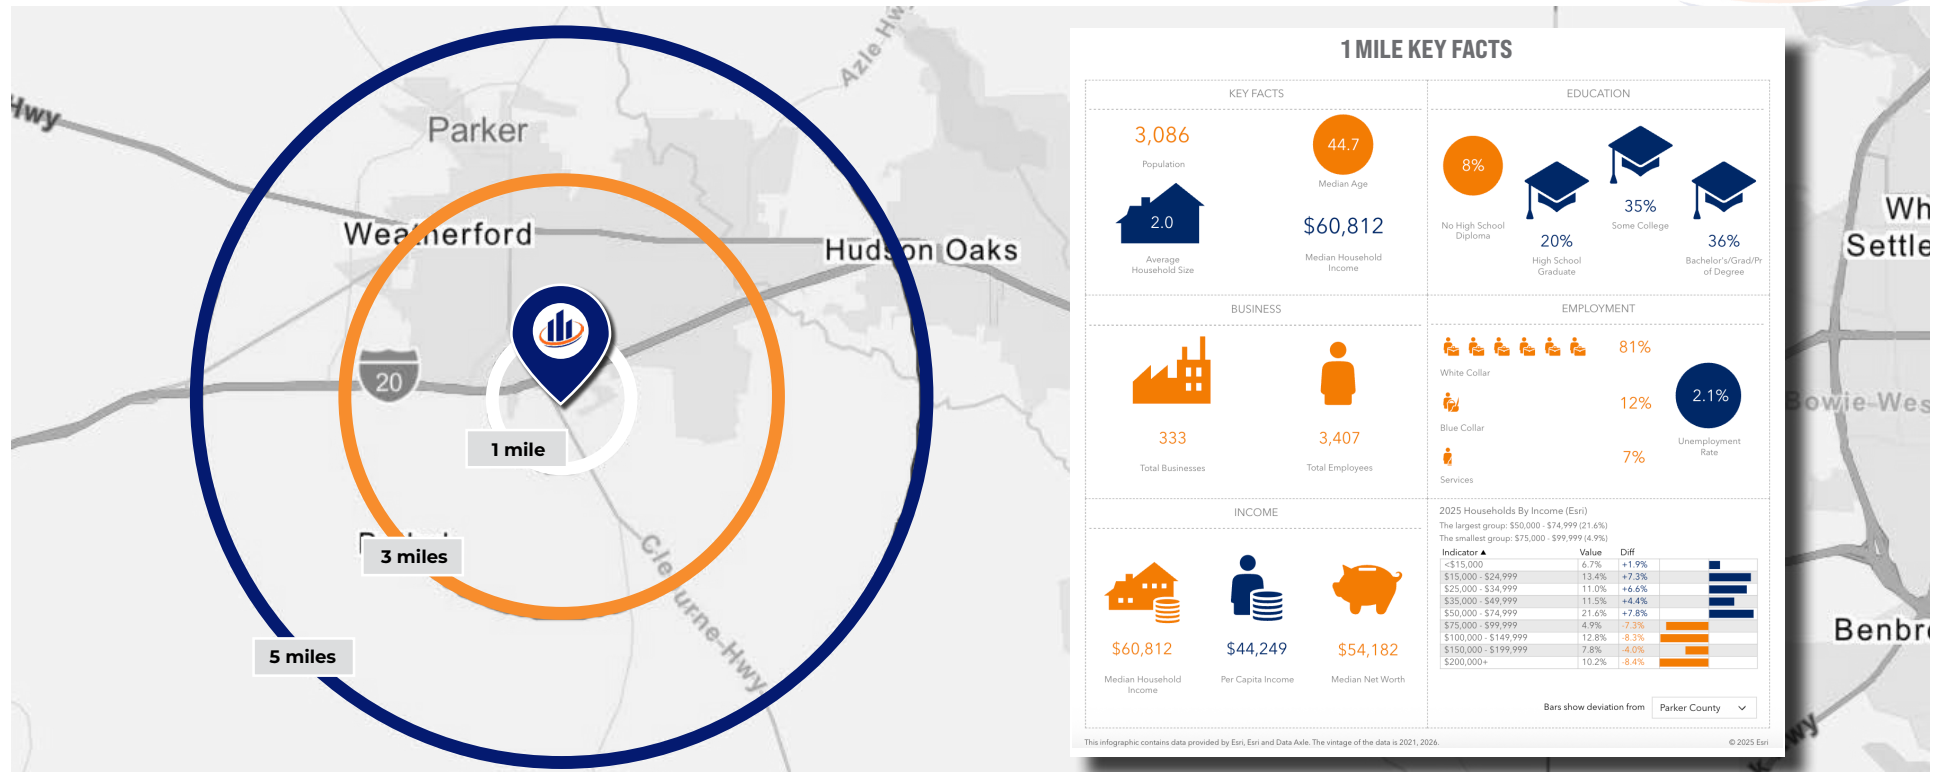 Hwy
Azle-Hwy
Parker
Weatherford
Hudson Oaks
20
1 mile
3 miles
5 miles
Cleburne-Hwy
1 MILE KEY FACTS
KEY FACTS
3,086
Population
44.7
Median Age
2.0
Average
Household Size
$60,812
Median Household
Income
EDUCATION
8%
No High School
Diploma
20%
High School
Graduate
35%
Some College
36%
Bachelor's/Grad/Pr
of Degree
BUSINESS
333
Total Businesses
3,407
Total Employees
EMPLOYMENT
81%
White Collar
12%
Blue Collar
7%
Services
2.1%
Unemployment
Rate
INCOME
$60,812
Median Household
Income
$44,249
Per Capita Income
$54,182
Median Net Worth
2025 Households By Income (Esri)
The largest group: $50,000 - $74,999 (21.6%)
The smallest group: $75,000 - $99,999 (4.9%)
Indicator ▲ Value Diff
<$15,000 6.7% +1.9%
$15,000 - $24,999 13.4% +7.3%
$25,000 - $34,999 11.0% +6.6%
$35,000 - $49,999 11.5% +4.4%
$50,000 - $74,999 21.6% +7.8%
$75,000 - $99,999 4.9% -7.3%
$100,000 - $149,999 12.8% -8.3%
$150,000 - $199,999 7.8% -4.0%
$200,000+ 10.2% -8.4%
Bars show deviation from Parker County
This infographic contains data provided by Esri, Esri and Data Axle. The vintage of the data is 2021, 2026.
© 2025 Esri
Wh
Settle
Bowie-Wes
Benbr